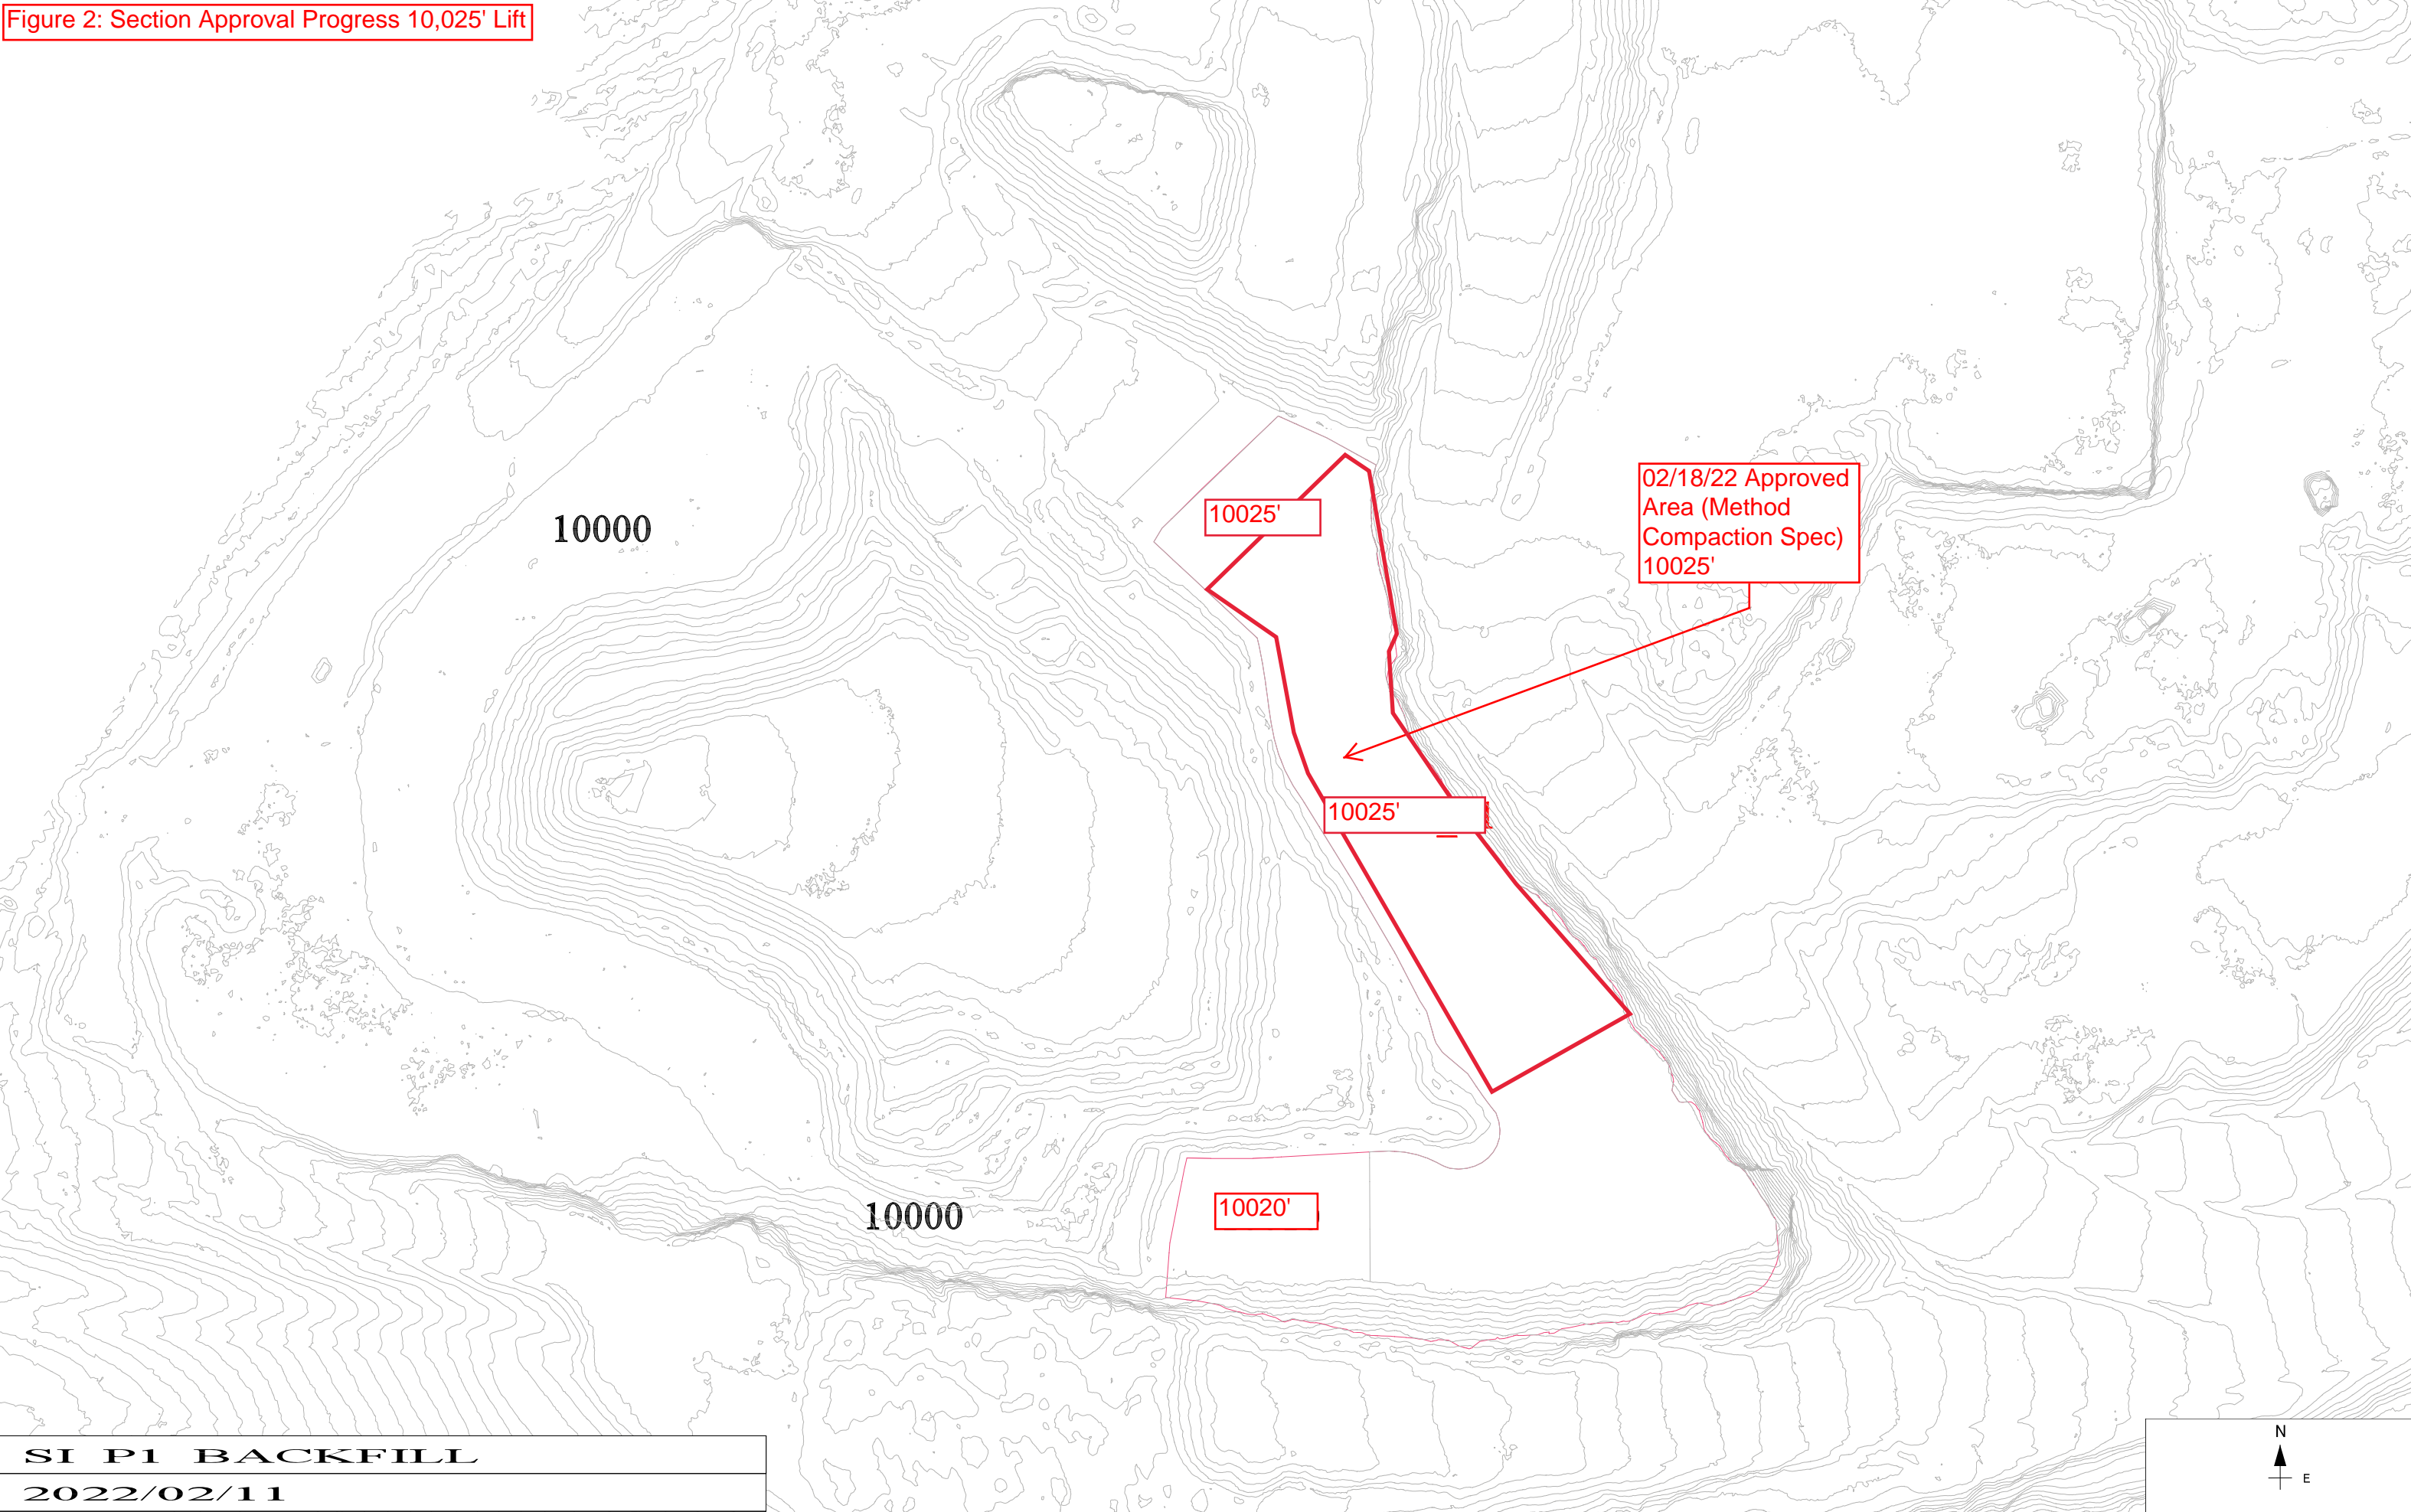 Figure 2: Section Approval Progress 10,025' Lift
02/18/22 Approved
Area (Method
Compaction Spec)
10025'
10025'
10000
10025'
10020'
10000
SI P1 BACKFILL
2022/02/11
N
E